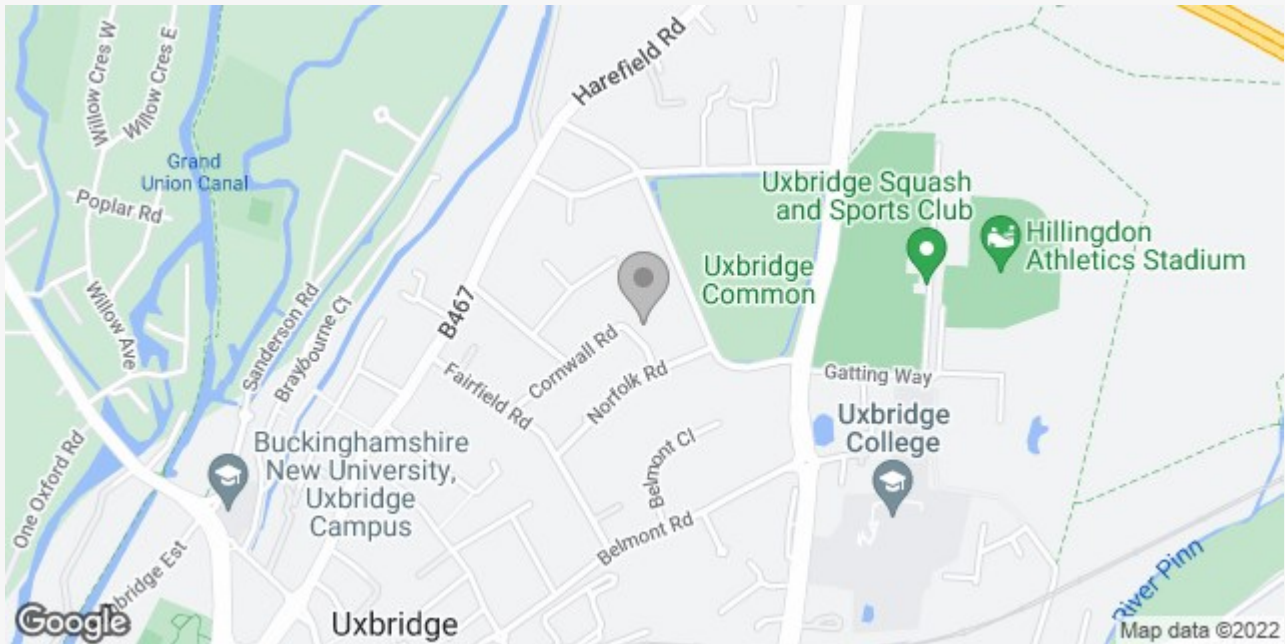 Willow Cres W
Willow Cres E
Harefield Rd
Grand
Union Canal
Poplar Rd
Uxbridge Squash
and Sports Club
Hillingdon
Athletics Stadium
Uxbridge
Common
Willow Ave
Sanderson Rd
Braybourne Cl
B467
Cornwall Rd
Fairfield Rd
Norfolk Rd
Gatting Way
Uxbridge
College
Belmont Cl
Buckinghamshire
New University,
Uxbridge
Campus
One Oxford Rd
Belmont Rd
bridge Est
River Pinn
Google
Uxbridge
Map data ©2022